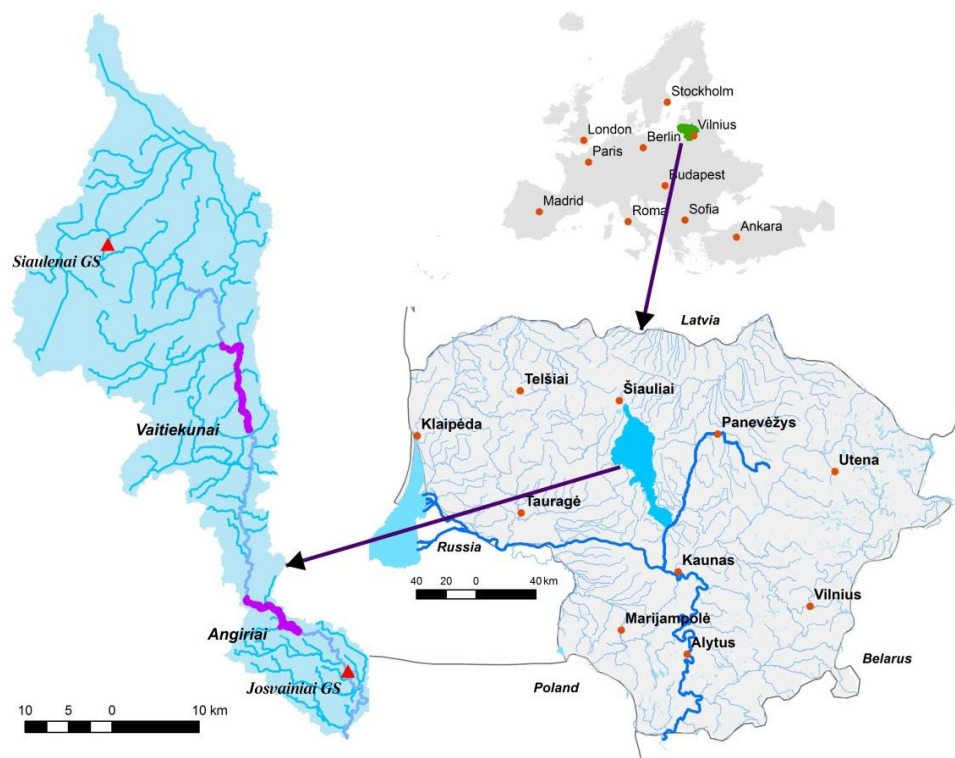 Stockholm
London
Vilnius
Berlin
Paris
Budapest
Madrid
Roma
Sofia
Ankara
Siaulenai GS
Vaitiekunai
Angiriai
Josvainiai GS
10 5 0 10 km
Latvia
Telšiai
Šiauliai
Klaipėda
Panevėžys
Utena
Tauragė
Russia
Kaunas
40 20 0 40 km
Vilnius
Marijampolė
Alytus
Belarus
Poland